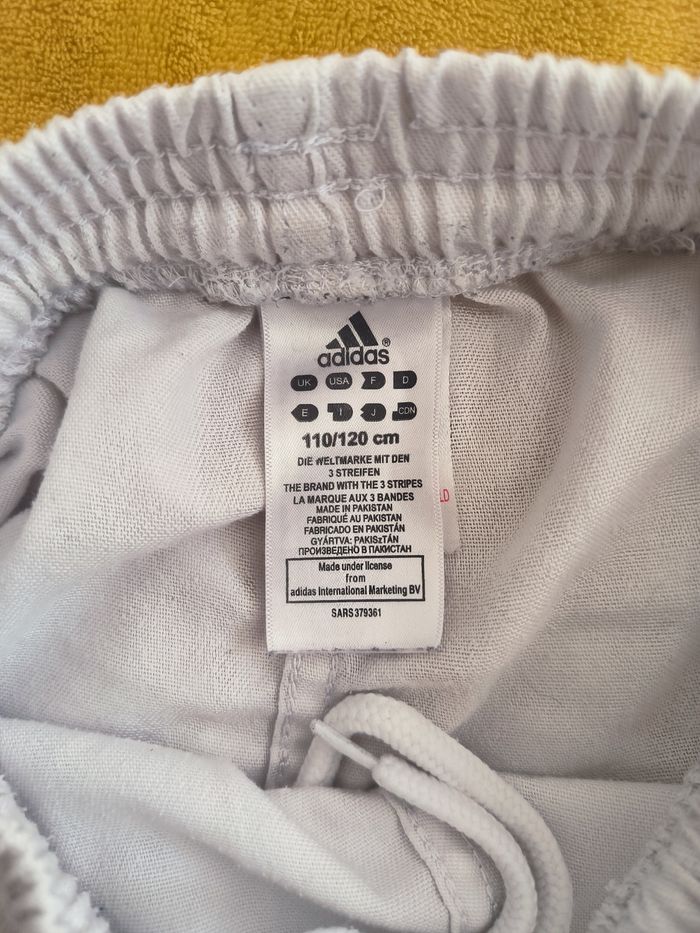 adidas®
UK USA F D
E I J CDN
110/120 cm
DIE WELTMARKE MIT DEN
3 STREIFEN
THE BRAND WITH THE 3 STRIPES
LA MARQUE AUX 3 BANDES
MADE IN PAKISTAN
FABRIQUÉ AU PAKISTAN
FABRICADO EN PAKISTÁN
GYÁRTVA: PAKISzTÁN
ПРОИЗВЕДЕНО В ПАКИСТАН
Made under license
from
adidas International Marketing BV
SARS379361
LD